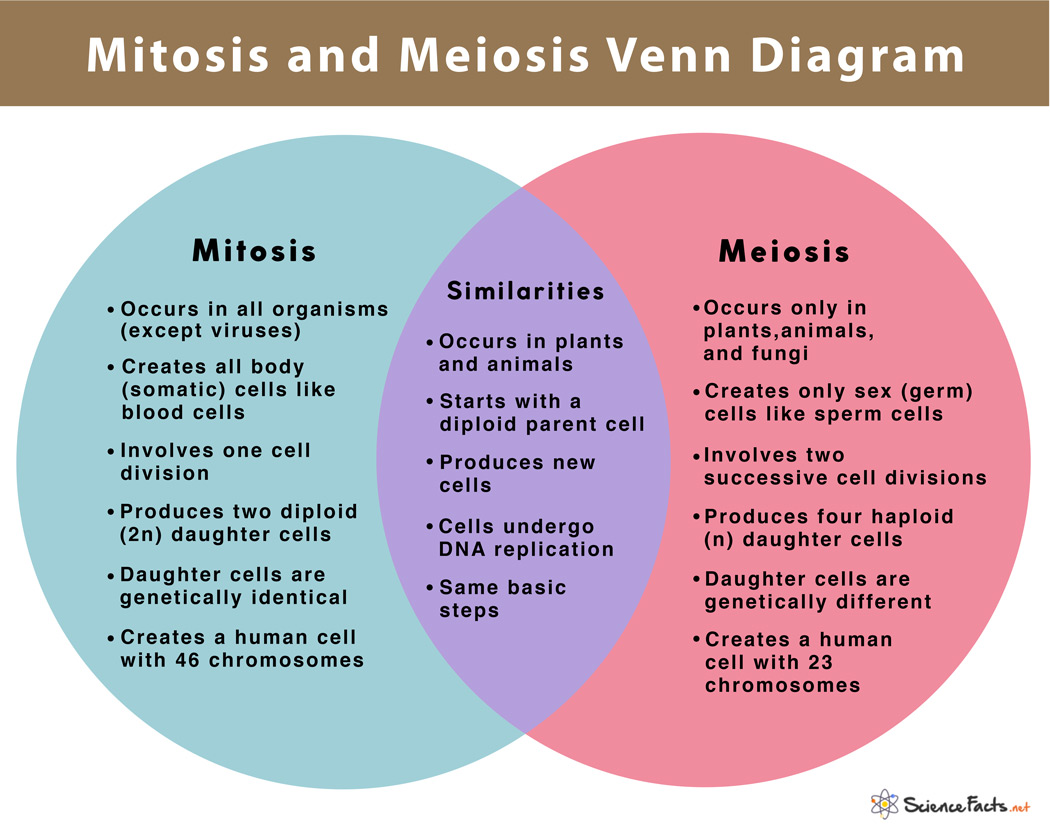 Mitosis and Meiosis Venn Diagram
Mitosis
• Occurs in all organisms
(except viruses)
• Creates all body
(somatic) cells like
blood cells
• Involves one cell
division
• Produces two diploid
(2n) daughter cells
• Daughter cells are
genetically identical
• Creates a human cell
with 46 chromosomes
Similarities
• Occurs in plants
and animals
• Starts with a
diploid parent cell
• Produces new
cells
• Cells undergo
DNA replication
• Same basic
steps
Meiosis
• Occurs only in
plants,animals,
and fungi
• Creates only sex (germ)
cells like sperm cells
• Involves two
successive cell divisions
• Produces four haploid
(n) daughter cells
• Daughter cells are
genetically different
• Creates a human
cell with 23
chromosomes
ScienceFacts.net